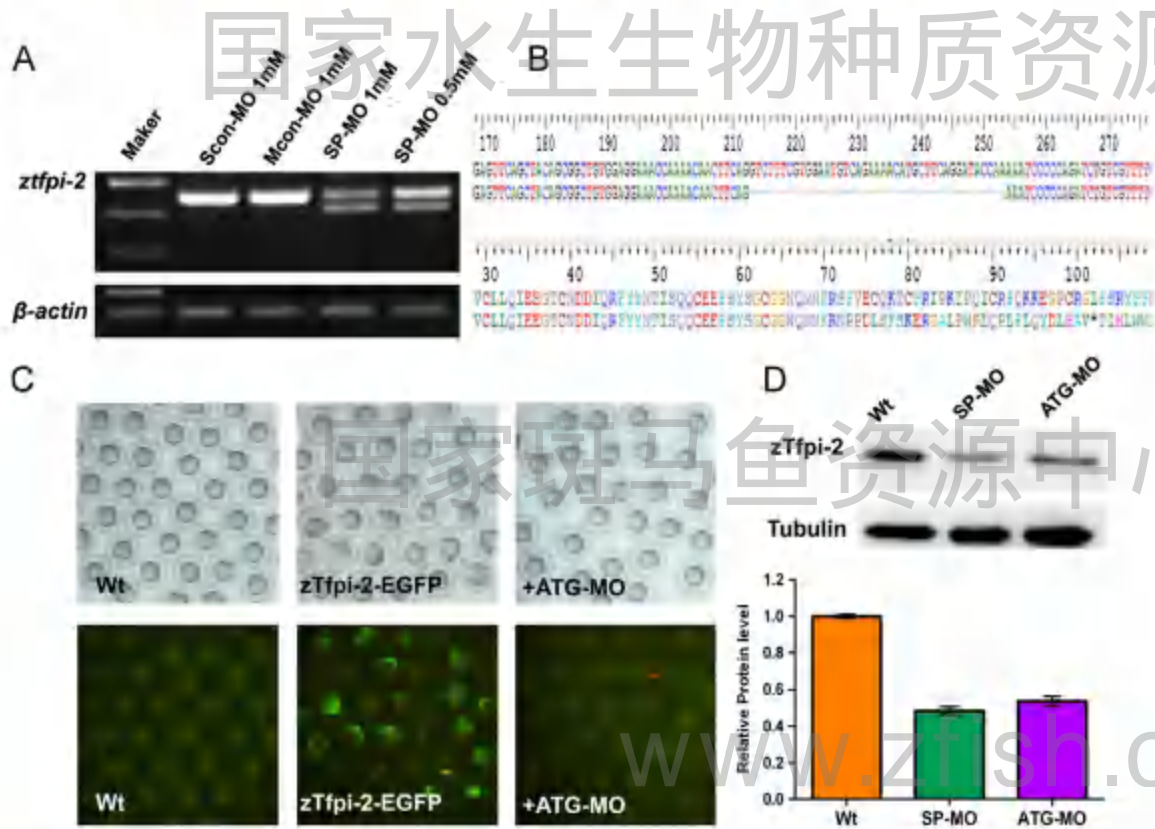 国家水生生物种质资源
A
B
Maker
Scon-MO 1mM
Mcon-MO 1mM
SP-MO 1mM
SP-MO 0.5mM
ztfpi-2
β-actin
170 180 190 200 210 220 230 240 250 260 270
30 40 50 60 70 80 90 100
C
D
Wt
zTfpi-2-EGFP
+ATG-MO
Wt
zTfpi-2-EGFP
+ATG-MO
Wt
SP-MO
ATG-MO
zTfpi-2
国家斑马鱼资源中心
Tubulin
Relative Protein level
1.2
1.0
0.8
0.6
0.4
0.2
0.0
Wt SP-MO ATG-MO
www.zfish.c